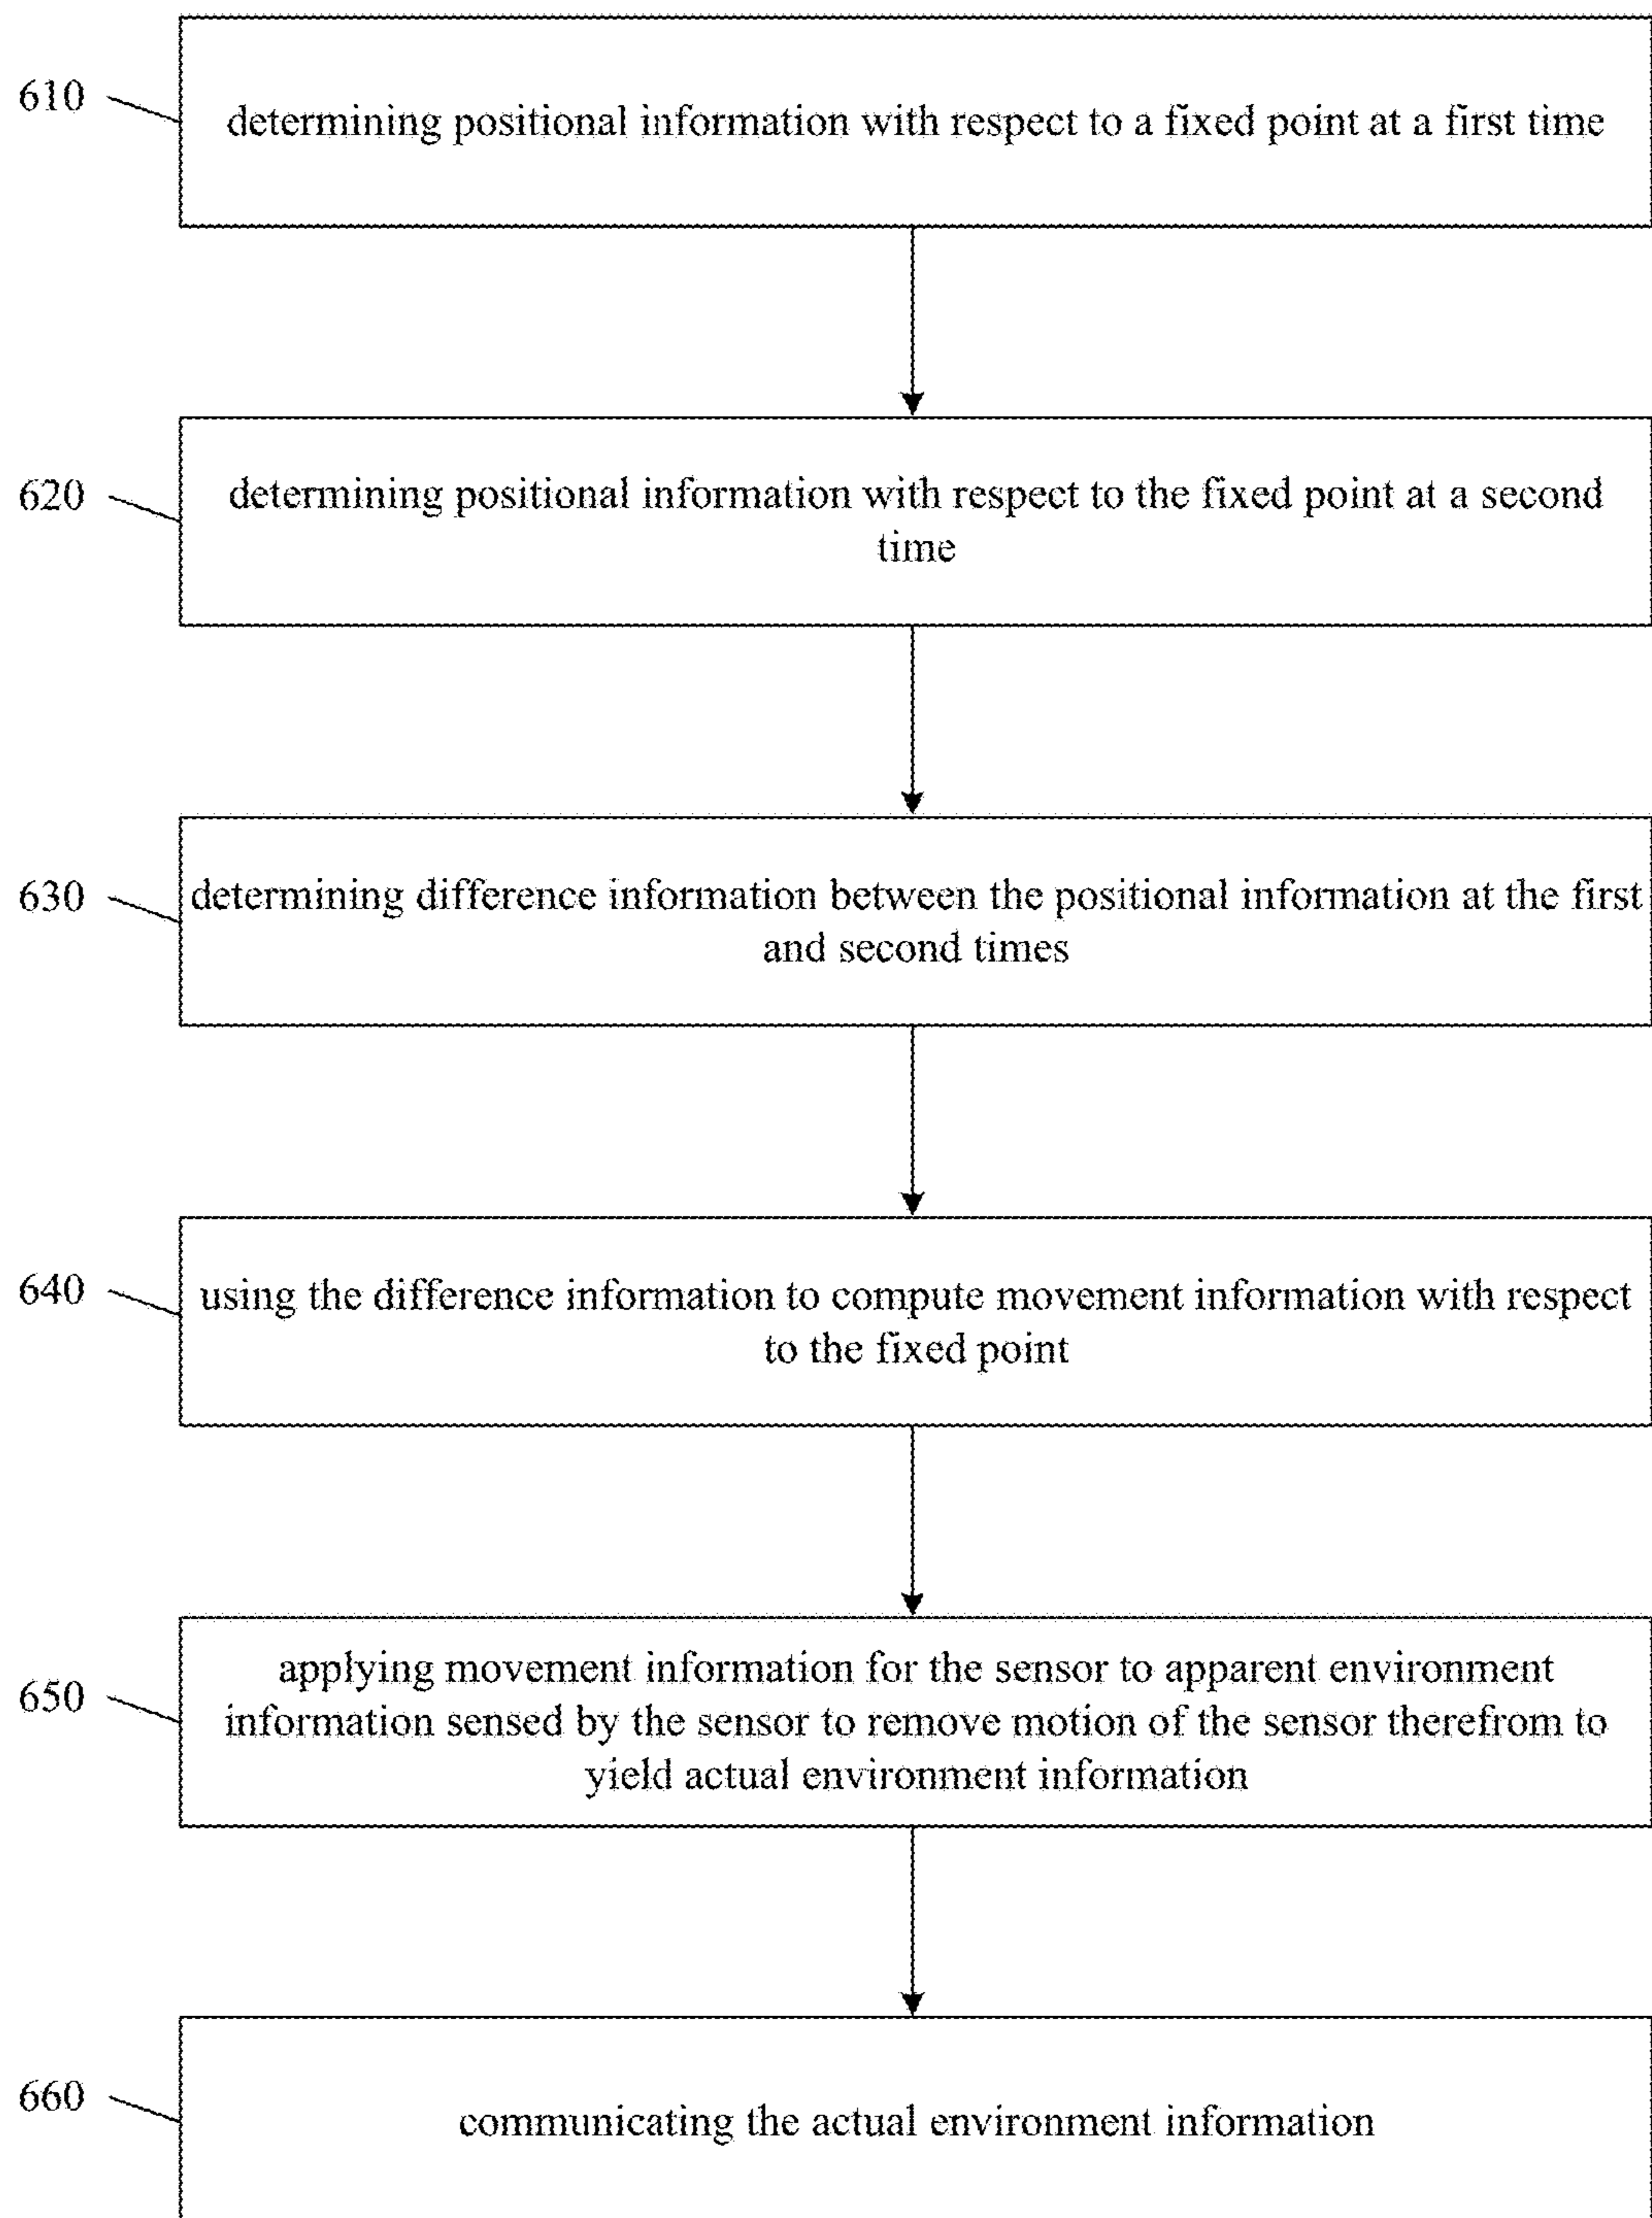 610
determining positional information with respect to a fixed point at a first time
620
determining positional information with respect to the fixed point at a second
time
630
determining difference information between the positional information at the first
and second times
640
using the difference information to compute movement information with respect
to the fixed point
650
applying movement information for the sensor to apparent environment
information sensed by the sensor to remove motion of the sensor therefrom to
yield actual environment information
660
communicating the actual environment information